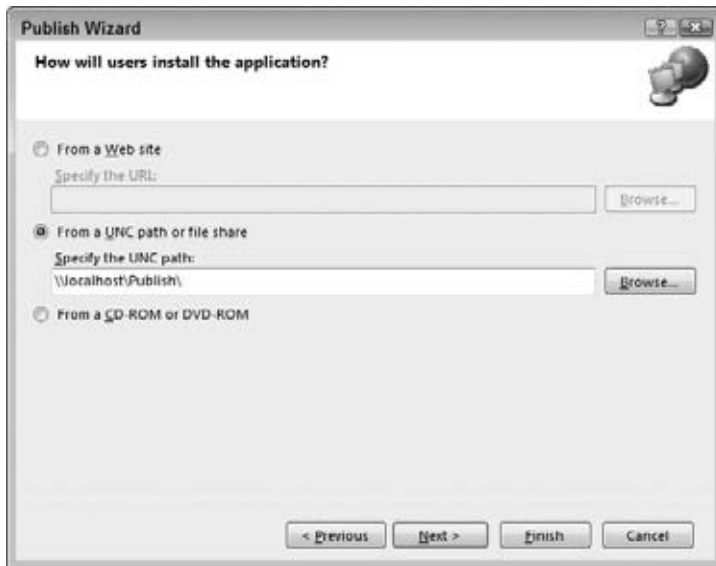 Publish Wizard
How will users install the application?
From a Web site
Specify the URL:
Browse...
From a UNC path or file share
Specify the UNC path:
\\localhost\Publish\
Browse...
From a CD-ROM or DVD-ROM
< Previous
Next >
Finish
Cancel